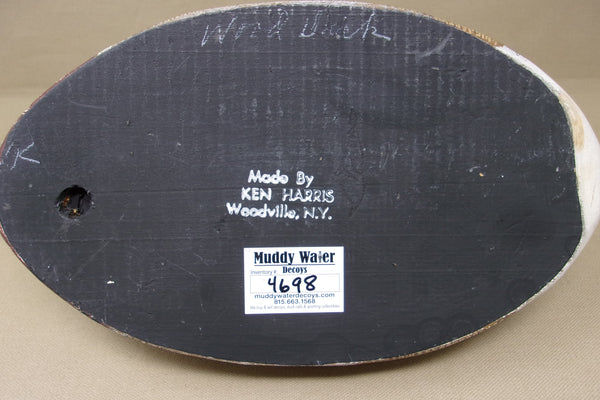 Wood Duck
K
Made By
KEN HARRIS
Woodville, N.Y.
Muddy Water
Decoys
Inventory #
4698
muddywaterdecoys.com
815.663.1568